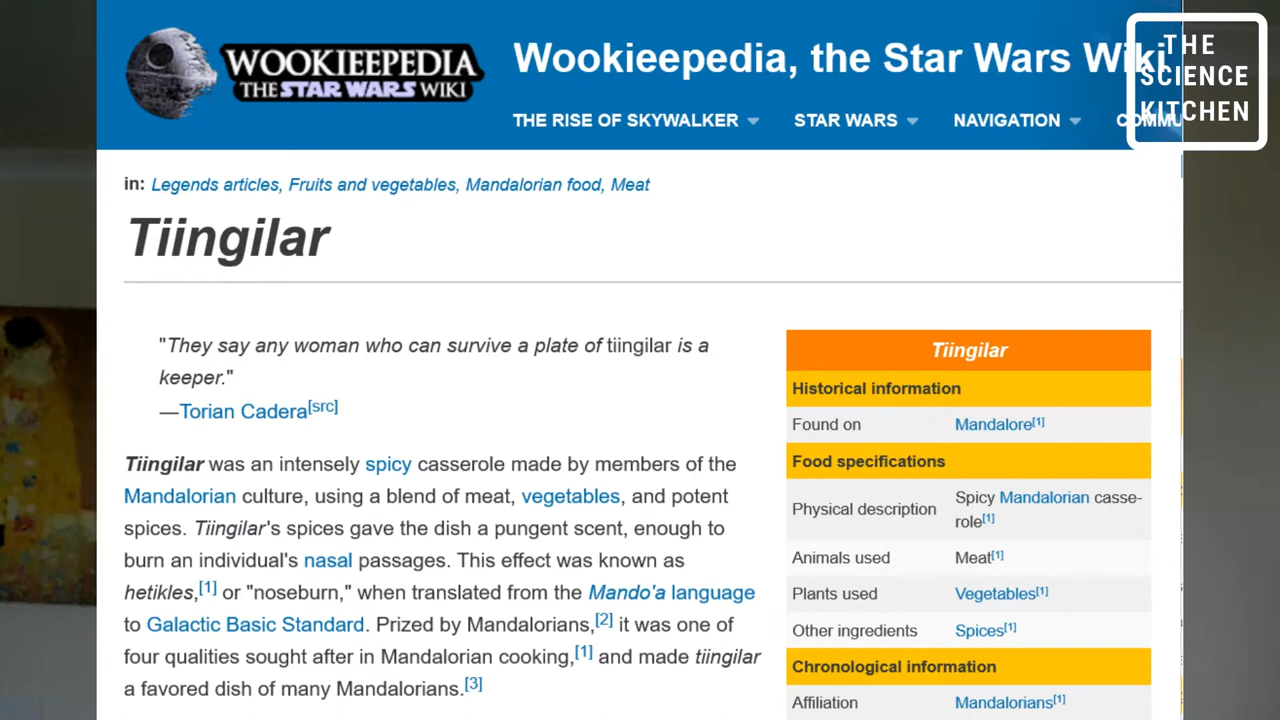 WOOKIEEPEDIA
THE STAR WARS WIKI
Wookieepedia, the Star Wars Wiki
THE RISE OF SKYWALKER STAR WARS NAVIGATION COMMU
THE
SCIENCE
KITCHEN
in: Legends articles, Fruits and vegetables, Mandalorian food, Meat
Tiingilar
"They say any woman who can survive a plate of tiingilar is a
keeper."
—Torian Cadera[src]
Tiingilar was an intensely spicy casserole made by members of the
Mandalorian culture, using a blend of meat, vegetables, and potent
spices. Tiingilar's spices gave the dish a pungent scent, enough to
burn an individual's nasal passages. This effect was known as
hetikles,[1] or "noseburn," when translated from the Mando'a language
to Galactic Basic Standard. Prized by Mandalorians,[2] it was one of
four qualities sought after in Mandalorian cooking,[1] and made tiingilar
a favored dish of many Mandalorians.[3]
Tiingilar
Historical information
Found on Mandalore[1]
Food specifications
Physical description Spicy Mandalorian casse-
role[1]
Animals used Meat[1]
Plants used Vegetables[1]
Other ingredients Spices[1]
Chronological information
Affiliation Mandalorians[1]